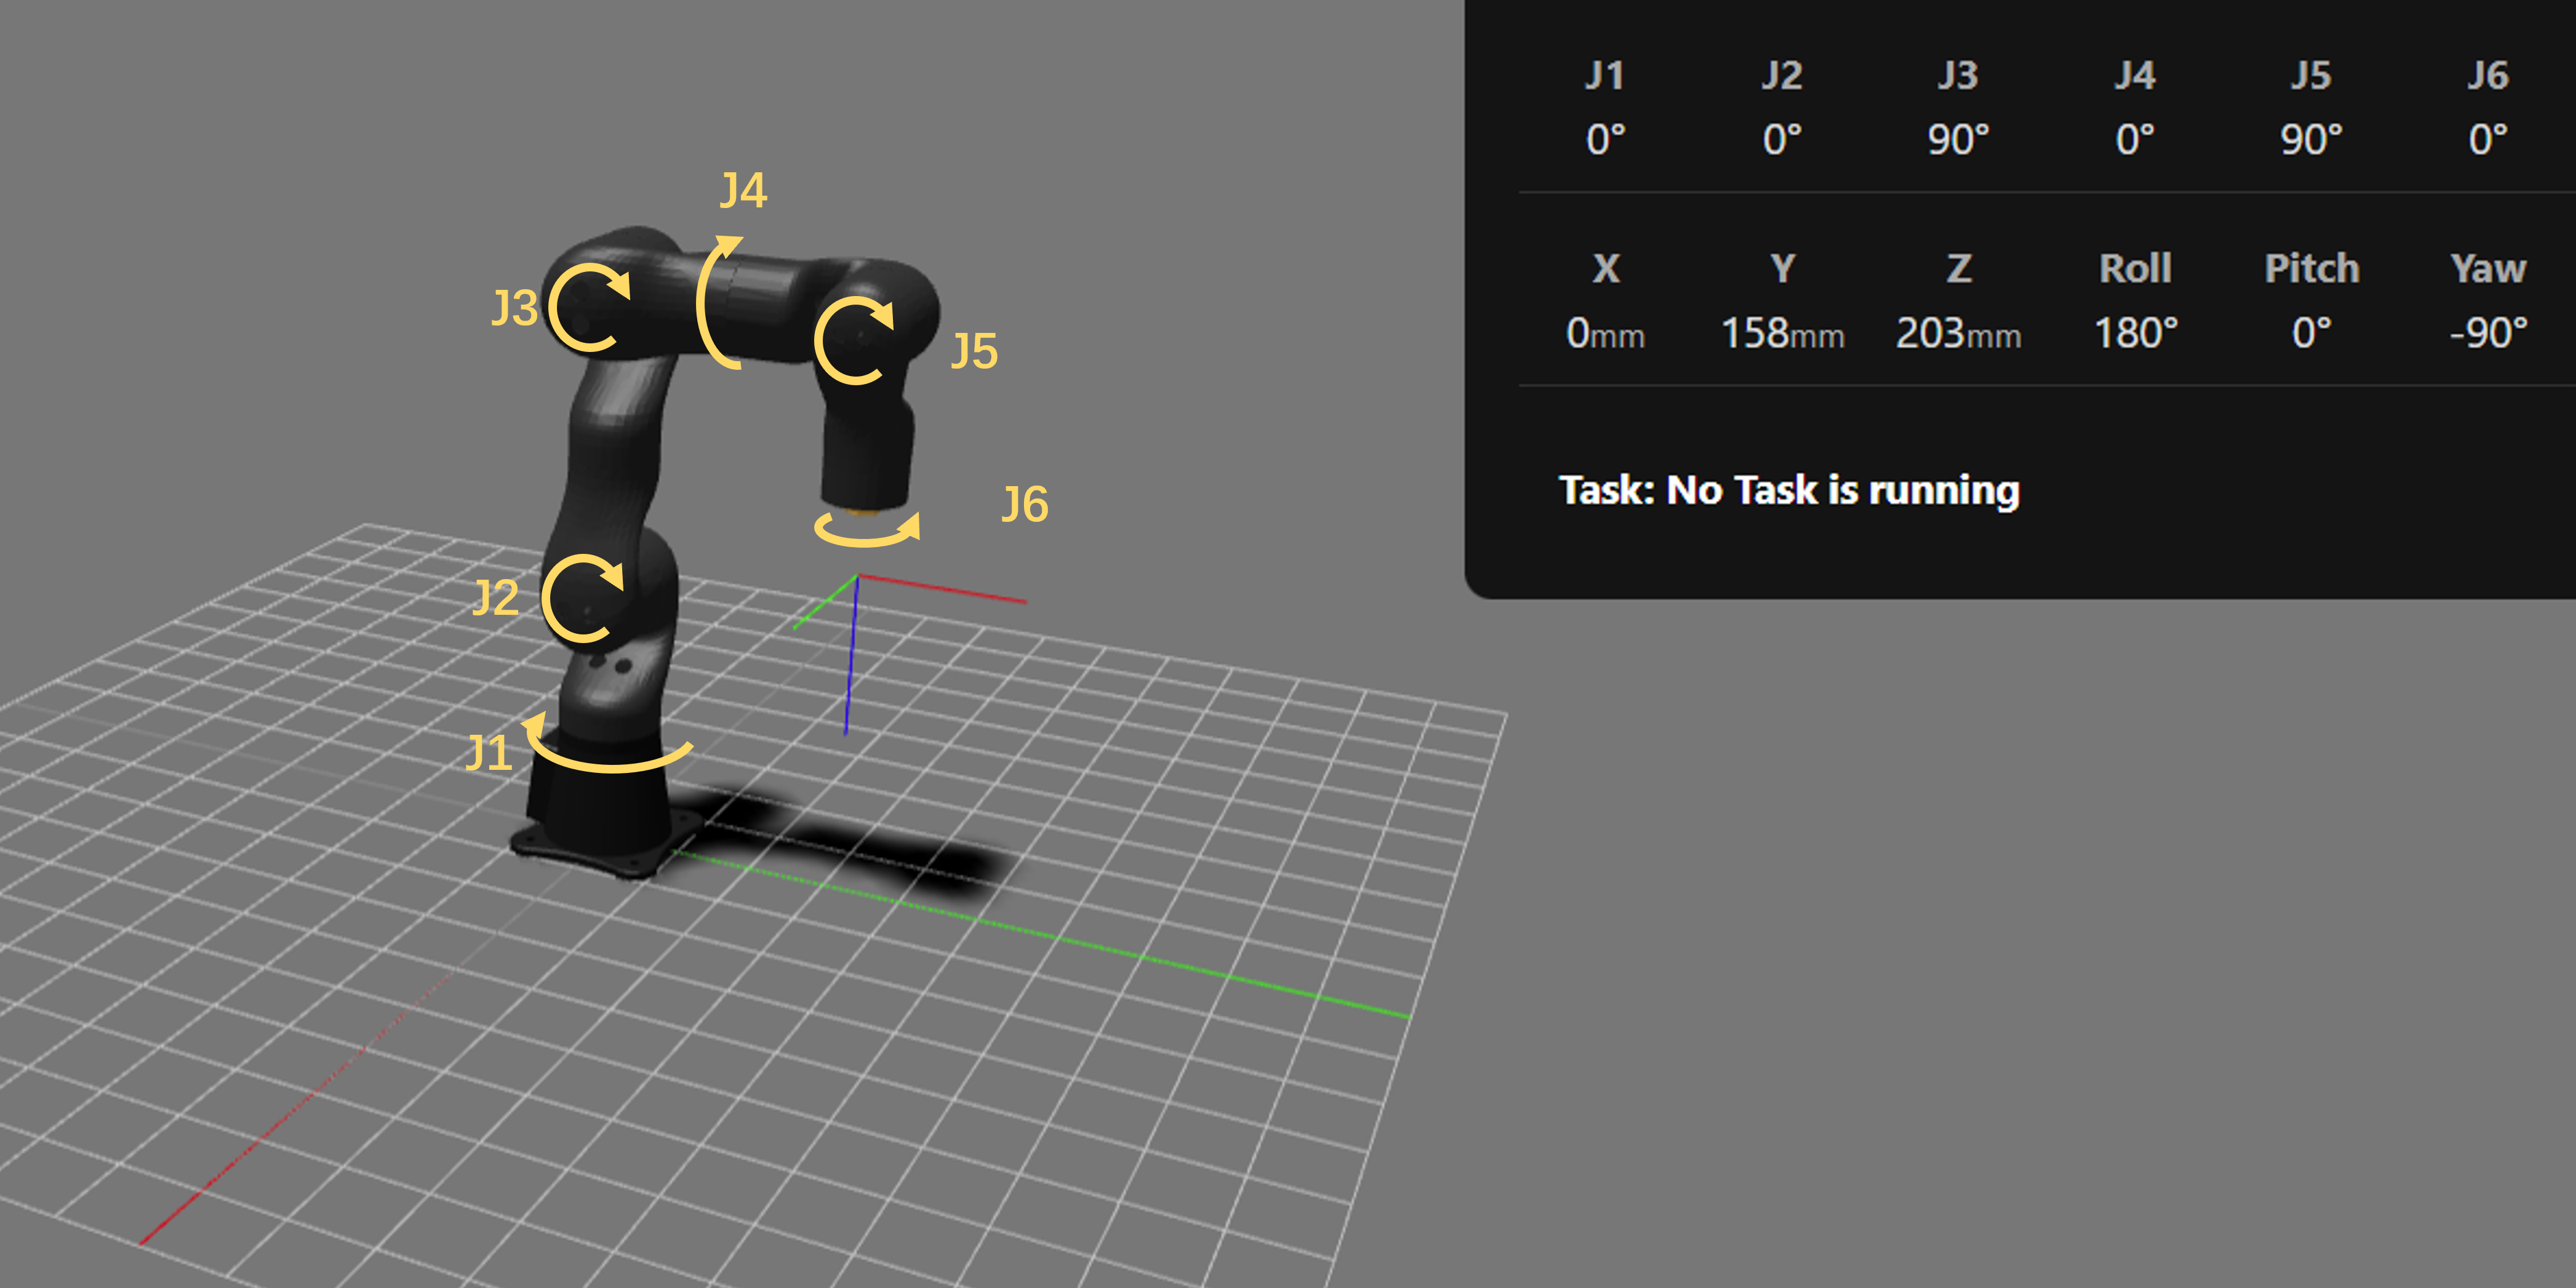 J1 J2 J3 J4 J5 J6
0° 0° 90° 0° 90° 0°
X Y Z Roll Pitch Yaw
0mm 158mm 203mm 180° 0° -90°
Task: No Task is running
J4
J3
J5
J6
J2
J1